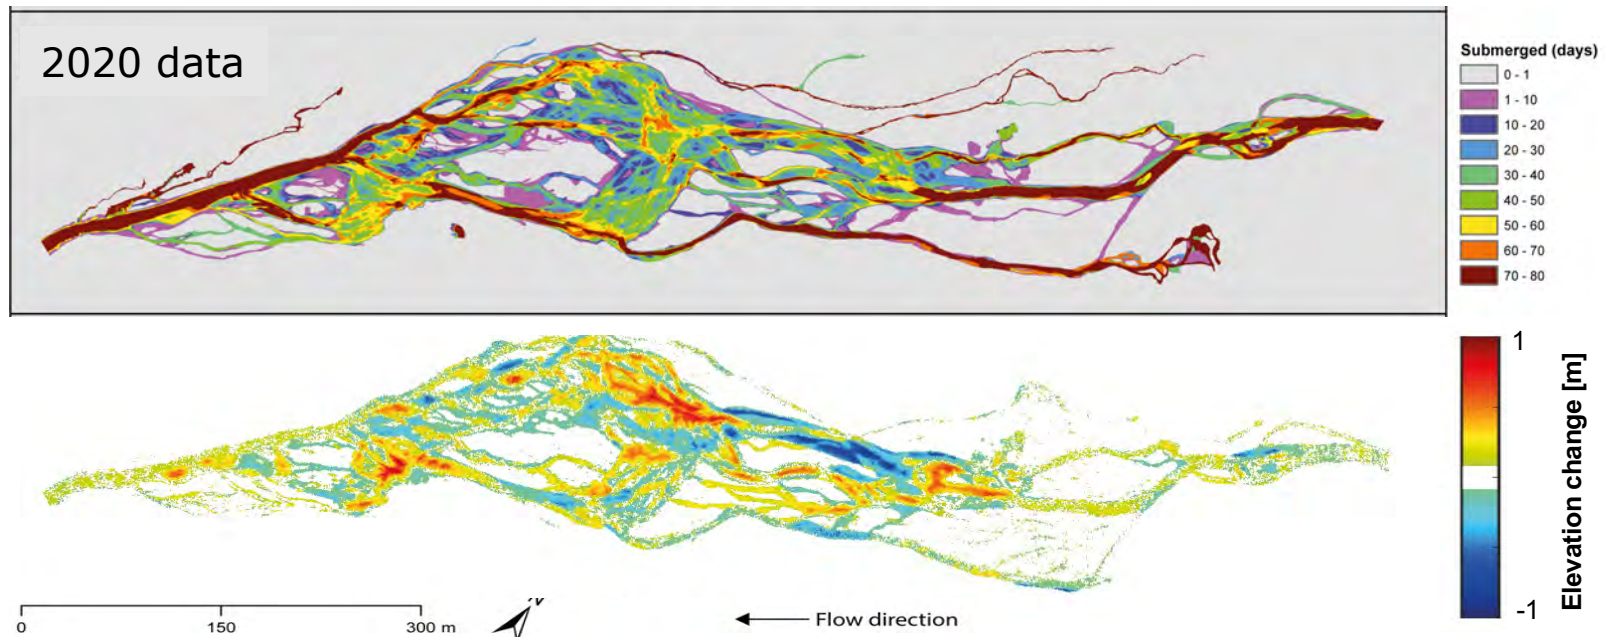 2020 data
Submerged (days)
0 - 1
1 - 10
10 - 20
20 - 30
30 - 40
40 - 50
50 - 60
60 - 70
70 - 80
1
Elevation change [m]
-1
0
150
300 m
N
Flow direction